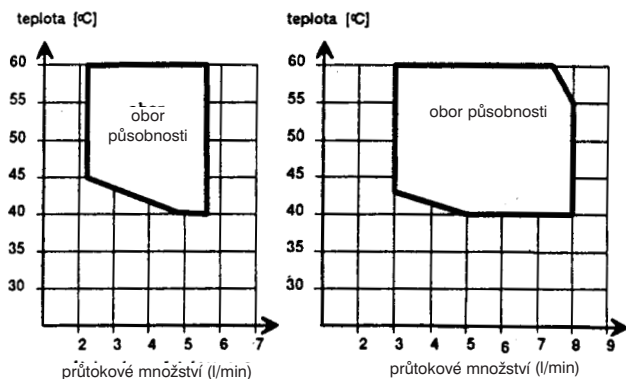 teplota [°C]
60
55
50
45
40
35
30
obor
působnosti
2 3 4 5 6 7
průtokové množství (l/min)
teplota [°C]
60
55
50
45
40
35
30
obor působnosti
2 3 4 5 6 7 8 9
průtokové množství (l/min)